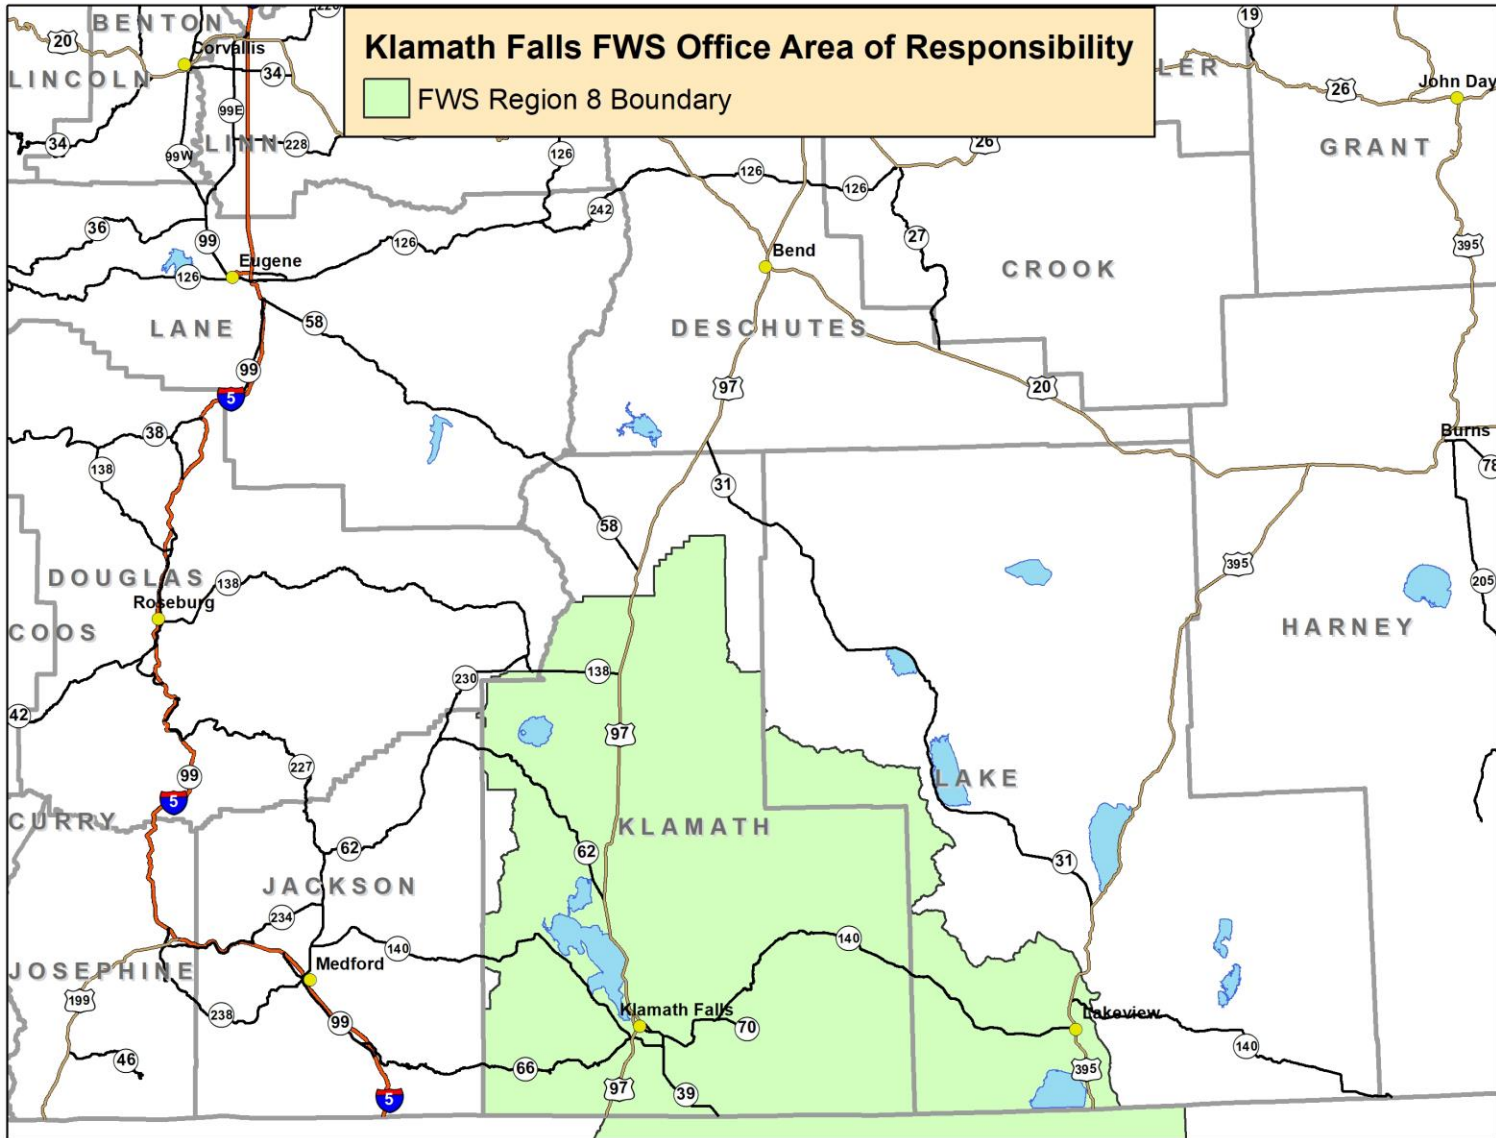 Klamath Falls FWS Office Area of Responsibility
FWS Region 8 Boundary
BENTON
19
20
Corvallis
LINCOLN
34
LER
26
John Day
99E
34
LINN
228
99W
126
26
GRANT
126
126
36
99
242
126
27
395
Eugene
Bend
126
CROOK
LANE
58
DESCHUTES
99
5
97
20
38
138
Burns
78
31
58
395
DOUGLAS
138
205
Roseburg
COOS
HARNEY
230
138
42
97
227
99
5
LAKE
CURRY
KLAMATH
62
62
31
JACKSON
234
140
140
Medford
JOSEPHINE
199
238
99
Klamath Falls
70
Lakeview
140
46
66
395
97
39
5